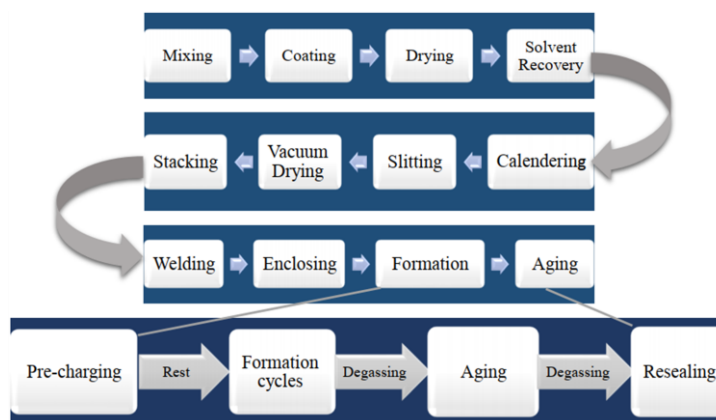 Mixing
Coating
Drying
Solvent
Recovery
Stacking
Vacuum
Drying
Slitting
Calendering
Welding
Enclosing
Formation
Aging
Pre-charging
Rest
Formation
cycles
Degassing
Aging
Degassing
Resealing